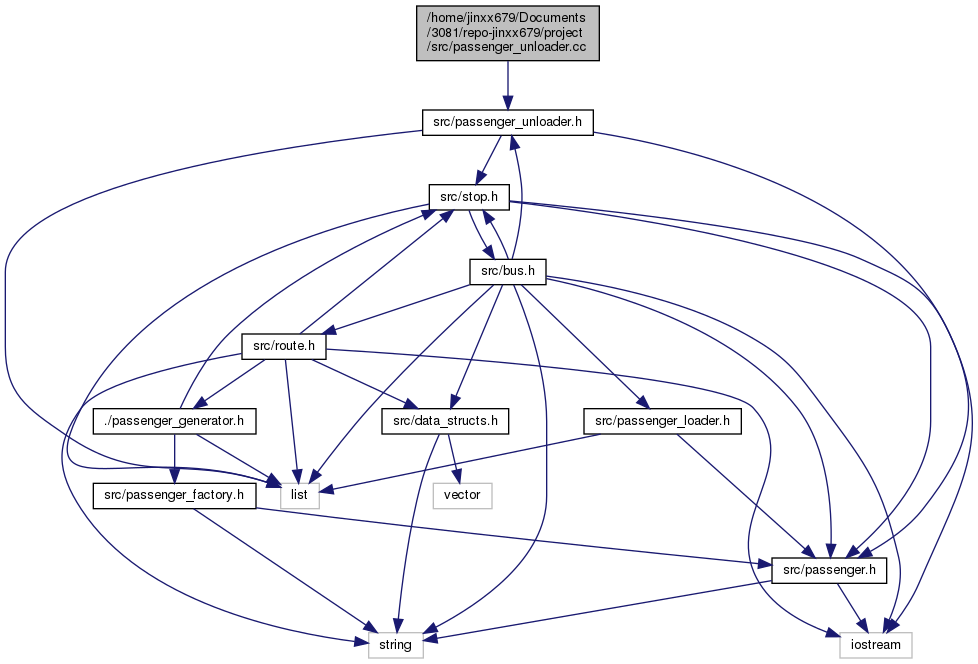 /home/jinxx679/Documents
/3081/repo-jinxx679/project
/src/passenger_unloader.cc
src/passenger_unloader.h
src/stop.h
src/bus.h
src/route.h
./passenger_generator.h
src/data_structs.h
src/passenger_loader.h
src/passenger_factory.h
list
vector
src/passenger.h
string
iostream